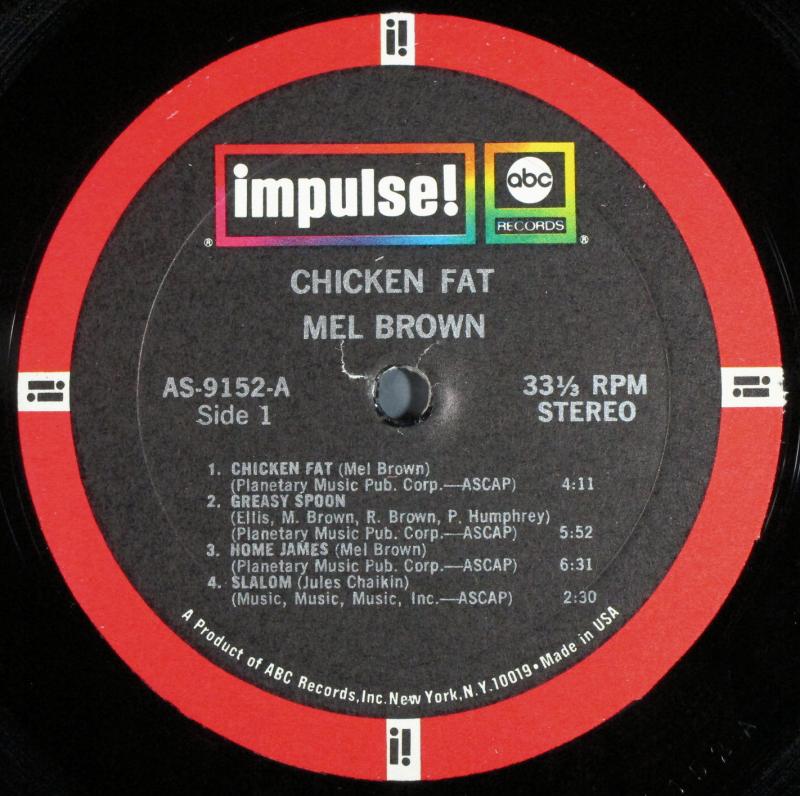 i!
impulse!
abc
RECORDS
® ®
CHICKEN FAT
MEL BROWN
AS-9152-A
Side 1
33⅓ RPM
STEREO
i!
i!
1. CHICKEN FAT (Mel Brown)
(Planetary Music Pub. Corp.—ASCAP) 4:11
2. GREASY SPOON
(Ellis, M. Brown, R. Brown, P. Humphrey)
(Planetary Music Pub. Corp.—ASCAP) 5:52
3. HOME JAMES (Mel Brown)
(Planetary Music Pub. Corp.—ASCAP) 6:31
4. SLALOM (Jules Chaikin)
(Music, Music, Music, Inc.—ASCAP) 2:30
A Product of ABC Records, Inc. New York, N.Y. 10019 • Made in USA
i!